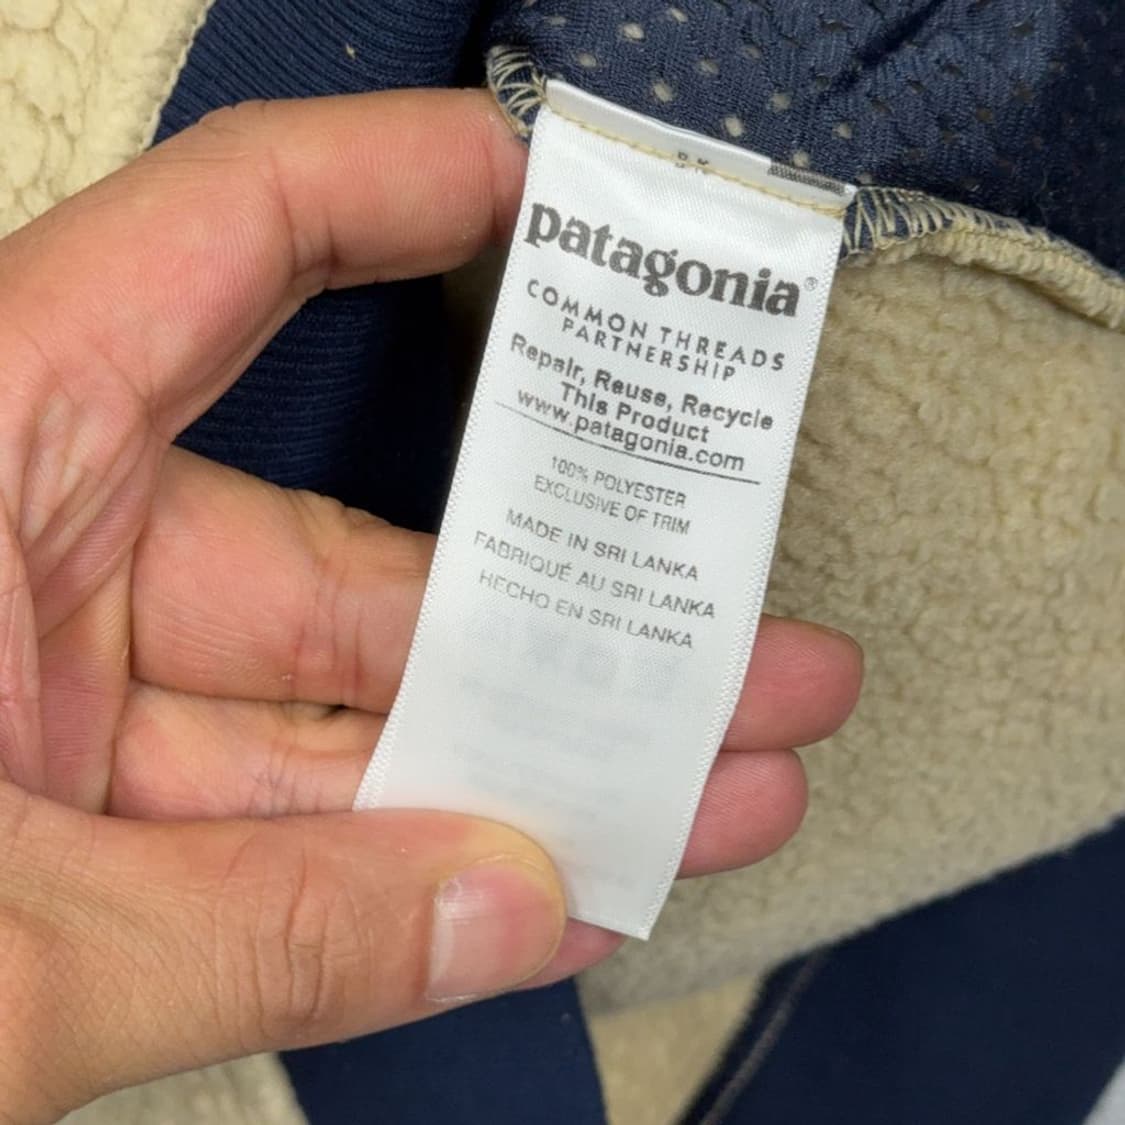 patagonia®
COMMON THREADS
PARTNERSHIP
Repair, Reuse, Recycle
This Product
www.patagonia.com
100% POLYESTER
EXCLUSIVE OF TRIM
MADE IN SRI LANKA
FABRIQUÉ AU SRI LANKA
HECHO EN SRI LANKA